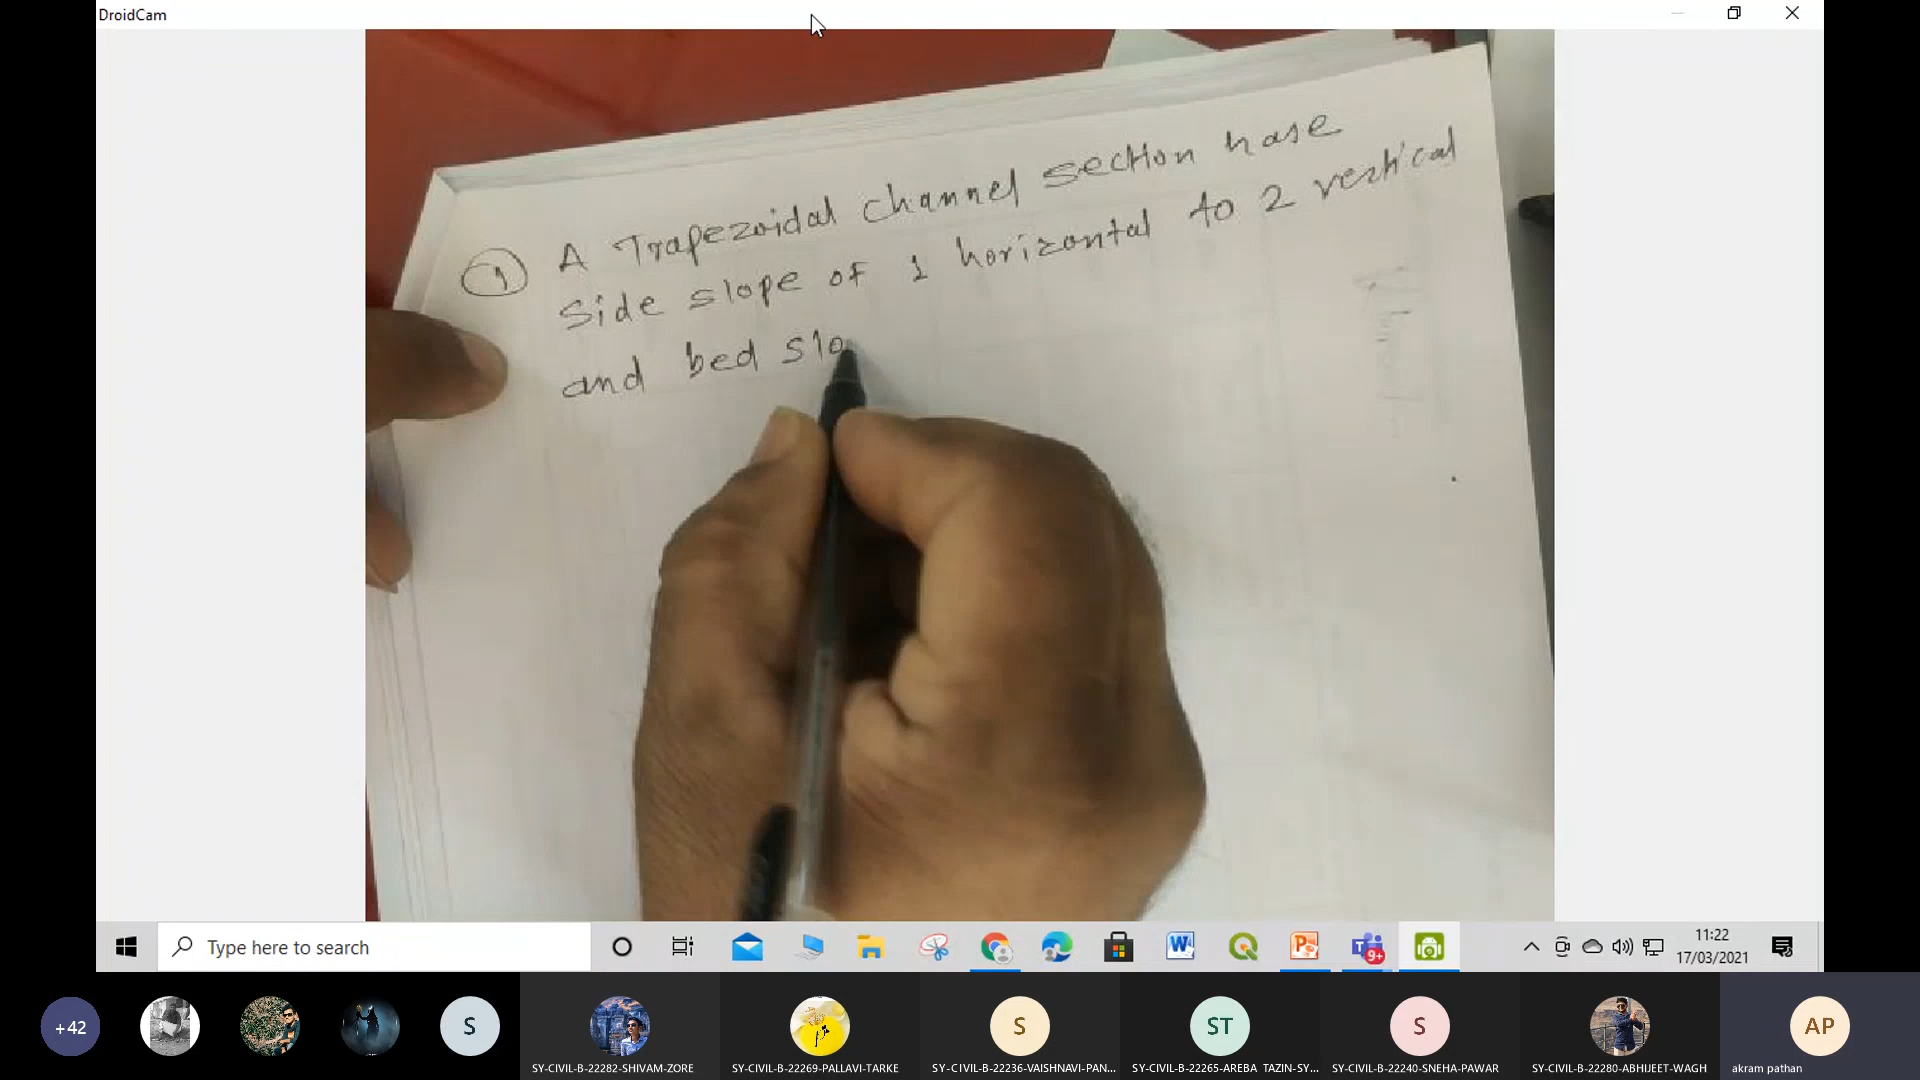 DroidCam
1 A Trapezoidal channel section hase
Side slope of 1 horizontal to 2 vertical
and bed slo
Type here to search
9+
11:22
17/03/2021
+42
S
S
ST
S
AP
SY-CIVIL-B-22282-SHIVAM-ZORE
SY-CIVIL-B-22269-PALLAVI-TARKE
SY-CIVIL-B-22236-VAISHNAVI-PAN...
SY-CIVIL-B-22265-AREBA TAZIN-SY...
SY-CIVIL-B-22240-SNEHA-PAWAR
SY-CIVIL-B-22280-ABHIJEET-WAGH
akram pathan